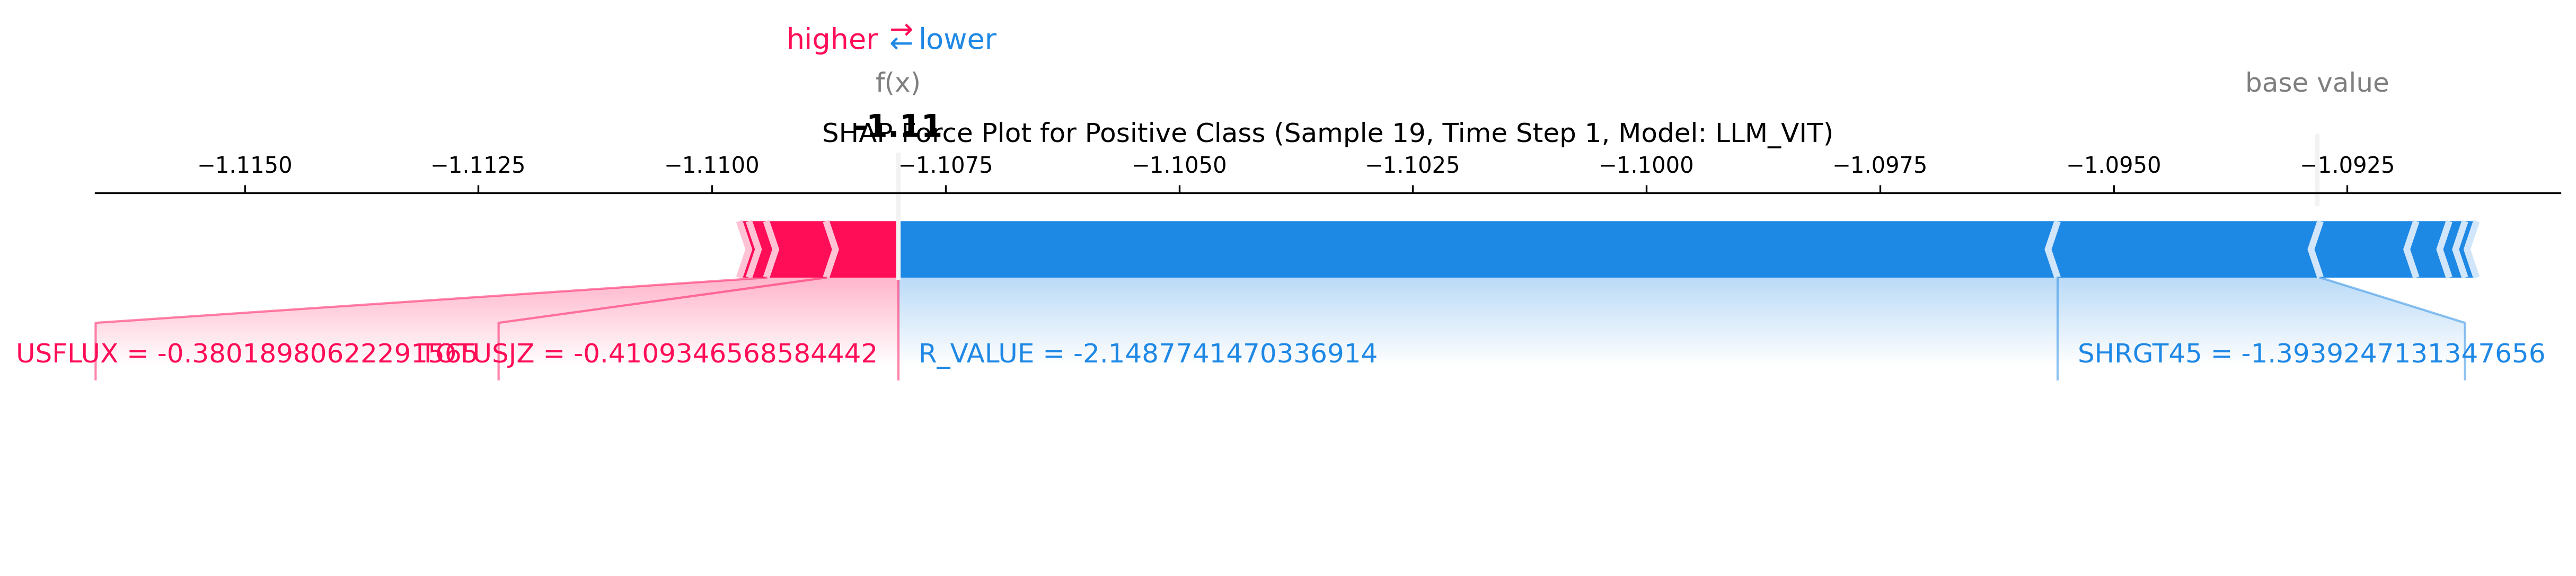 higher ⇄ lower
f(x)
base value
-1.11
SHAP Force Plot for Positive Class (Sample 19, Time Step 1, Model: LLM_VIT)
−1.1150 −1.1125 −1.1100 −1.1075 −1.1050 −1.1025 −1.1000 −1.0975 −1.0950 −1.0925
USFLUX = -0.3801898062229156 TOTUSJZ = -0.4109346568584442 R_VALUE = -2.1487741470336914 SHRGT45 = -1.3939247131347656